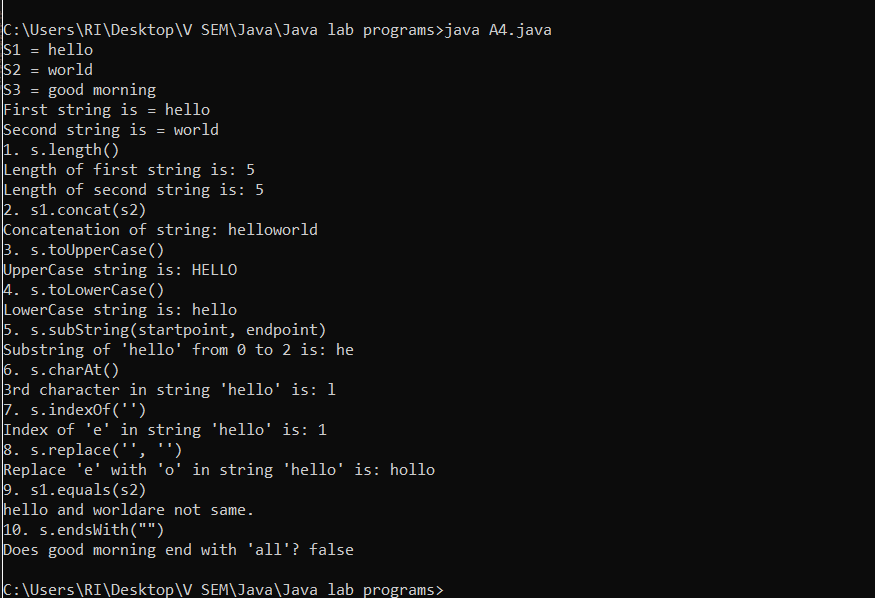 C:\Users\RI\Desktop\V SEM\Java\Java lab programs>java A4.java
S1 = hello
S2 = world
S3 = good morning
First string is = hello
Second string is = world
1. s.length()
Length of first string is: 5
Length of second string is: 5
2. s1.concat(s2)
Concatenation of string: helloworld
3. s.toUpperCase()
UpperCase string is: HELLO
4. s.toLowerCase()
LowerCase string is: hello
5. s.subString(startpoint, endpoint)
Substring of 'hello' from 0 to 2 is: he
6. s.charAt()
3rd character in string 'hello' is: l
7. s.indexOf('')
Index of 'e' in string 'hello' is: 1
8. s.replace('', '')
Replace 'e' with 'o' in string 'hello' is: hollo
9. s1.equals(s2)
hello and worldare not same.
10. s.endsWith("")
Does good morning end with 'all'? false
C:\Users\RI\Desktop\V SEM\Java\Java lab programs>